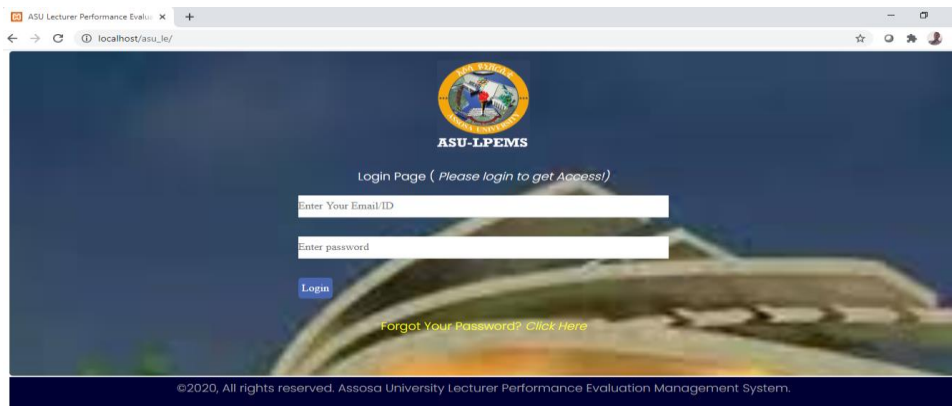 ASU Lecturer Performance Evalu
localhost/asu_le/
ASSOSA UNIVERSITY
ASU-LPEMS
Login Page ( Please login to get Access!)
Enter Your Email/ID
Enter password
Login
Forgot Your Password? Click Here
©2020, All rights reserved. Assosa University Lecturer Performance Evaluation Management System.